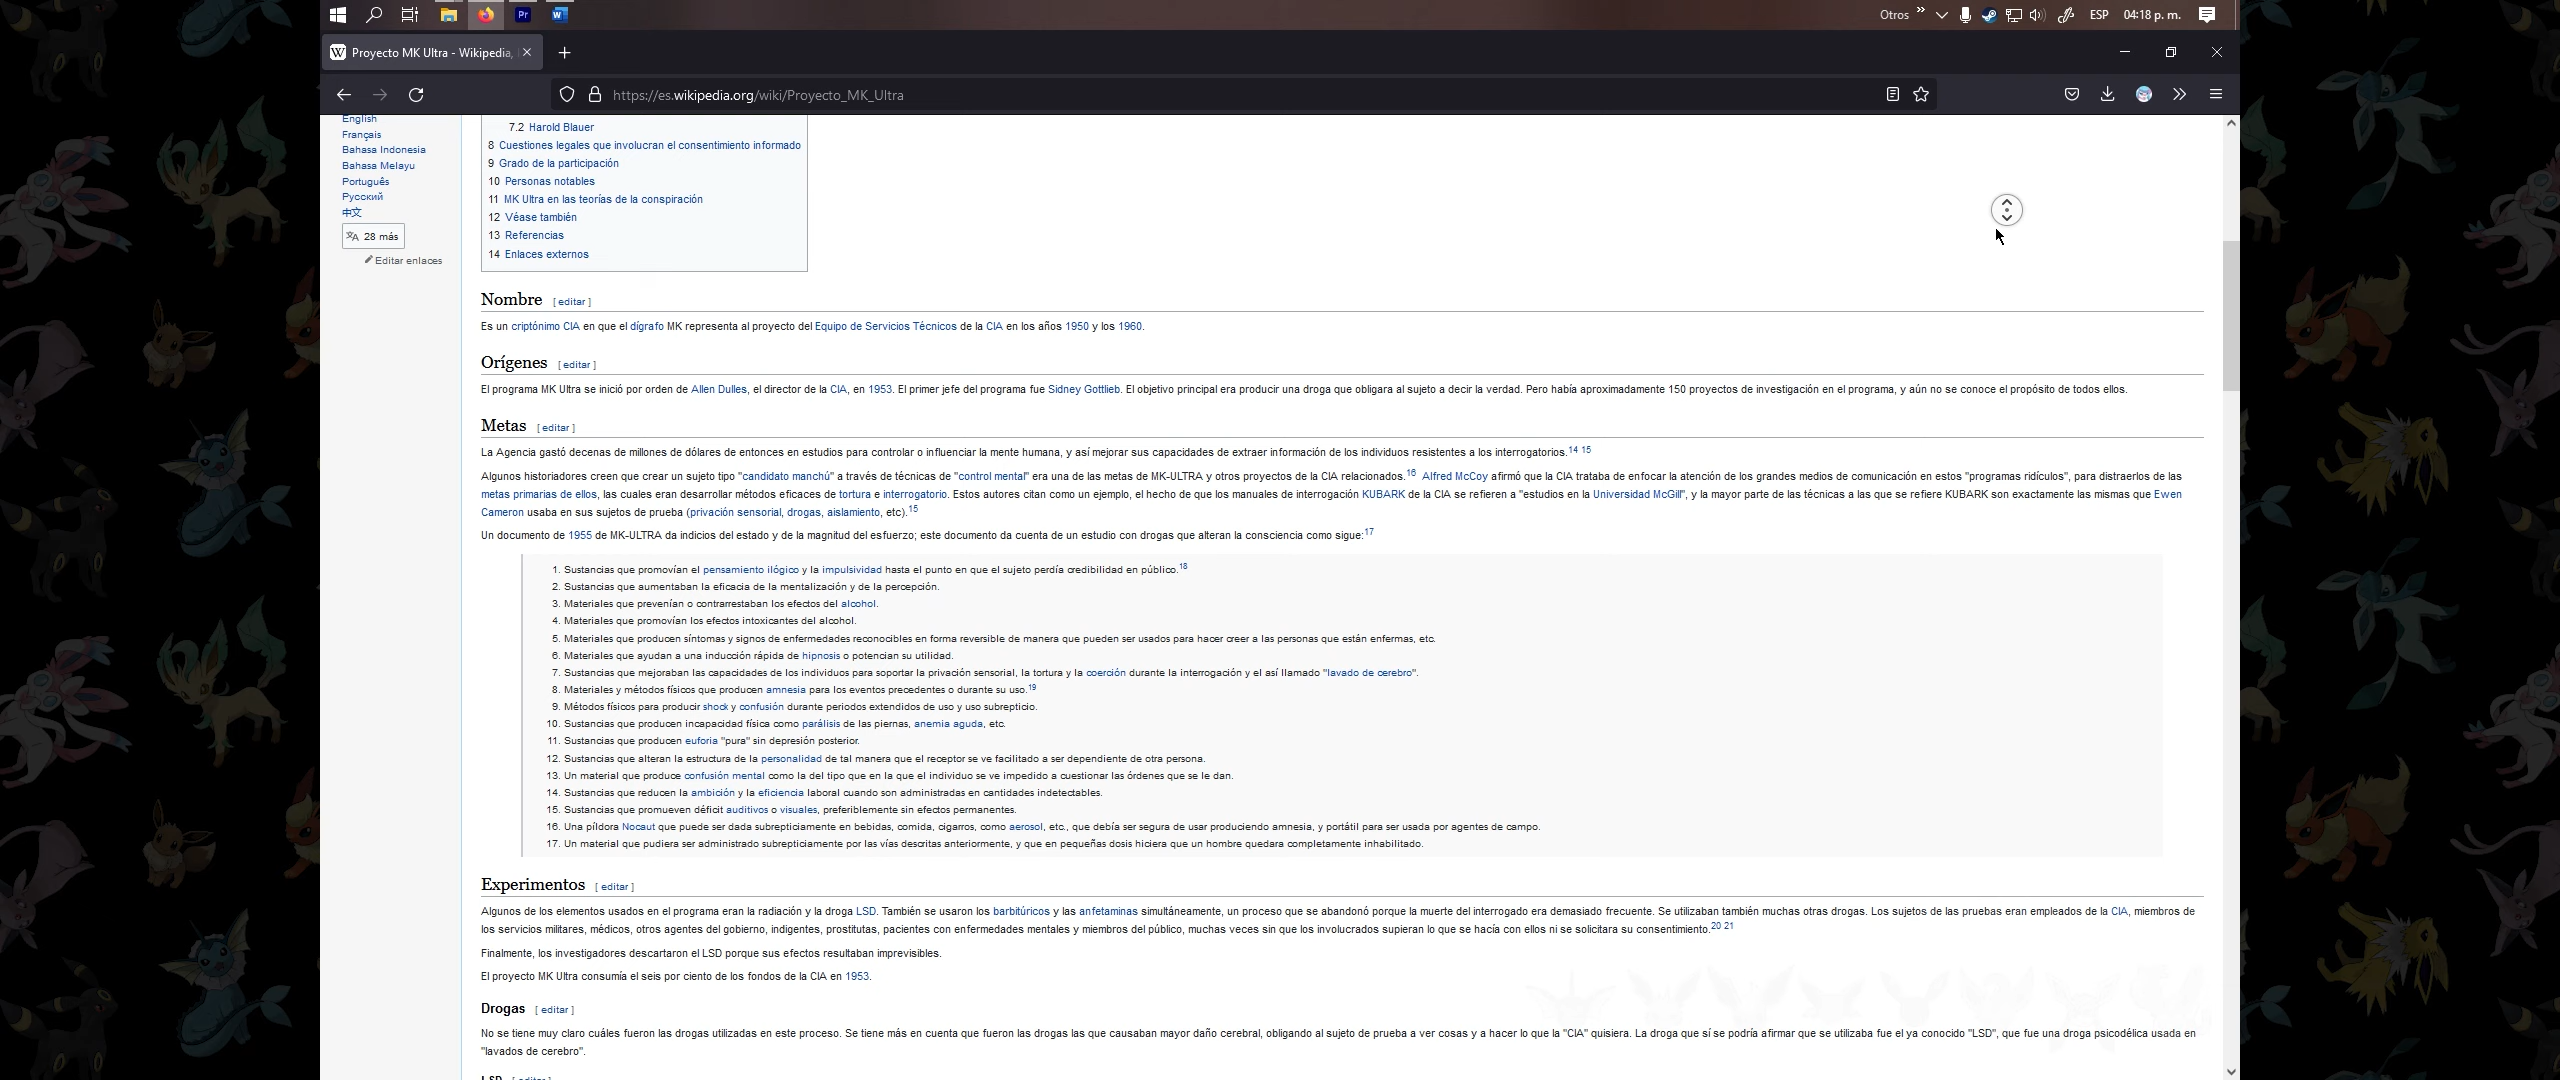 Otros
ESP
04:18 p. m.
Pr
Proyecto MK Ultra - Wikipedia,
https://es.wikipedia.org/wiki/Proyecto_MK_Ultra
English
Français
Bahasa Indonesia
Bahasa Melayu
Português
Русский
中文
28 más
Editar enlaces
7.2 Harold Blauer
8 Cuestiones legales que involucran el consentimiento informado
9 Grado de la participación
10 Personas notables
11 MK Ultra en las teorías de la conspiración
12 Véase también
13 Referencias
14 Enlaces externos
Nombre [ editar ]
Es un criptónimo CIA en que el dígrafo MK representa al proyecto del Equipo de Servicios Técnicos de la CIA en los años 1950 y los 1960.
Orígenes [ editar ]
El programa MK Ultra se inició por orden de Allen Dulles, el director de la CIA, en 1953. El primer jefe del programa fue Sidney Gottlieb. El objetivo principal era producir una droga que obligara al sujeto a decir la verdad. Pero había aproximadamente 150 proyectos de investigación en el programa, y aún no se conoce el propósito de todos ellos.
Metas [ editar ]
La Agencia gastó decenas de millones de dólares de entonces en estudios para controlar o influenciar la mente humana, y así mejorar sus capacidades de extraer información de los individuos resistentes a los interrogatorios.14 15
Algunos historiadores creen que crear un sujeto tipo "candidato manchú" a través de técnicas de "control mental" era una de las metas de MK-ULTRA y otros proyectos de la CIA relacionados.16 Alfred McCoy afirmó que la CIA trataba de enfocar la atención de los grandes medios de comunicación en estos "programas ridículos", para distraerlos de las
metas primarias de ellos, las cuales eran desarrollar métodos eficaces de tortura e interrogatorio. Estos autores citan como un ejemplo, el hecho de que los manuales de interrogación KUBARK de la CIA se refieren a "estudios en la Universidad McGill", y la mayor parte de las técnicas a las que se refiere KUBARK son exactamente las mismas que Ewen
Cameron usaba en sus sujetos de prueba (privación sensorial, drogas, aislamiento, etc).15
Un documento de 1955 de MK-ULTRA da indicios del estado y de la magnitud del esfuerzo; este documento da cuenta de un estudio con drogas que alteran la consciencia como sigue:17
1. Sustancias que promovían el pensamiento ilógico y la impulsividad hasta el punto en que el sujeto perdía credibilidad en público.18
2. Sustancias que aumentaban la eficacia de la mentalización y de la percepción.
3. Materiales que prevenían o contrarrestaban los efectos del alcohol.
4. Materiales que promovían los efectos intoxicantes del alcohol.
5. Materiales que producen síntomas y signos de enfermedades reconocibles en forma reversible de manera que pueden ser usados para hacer creer a las personas que están enfermas, etc.
6. Materiales que ayudan a una inducción rápida de hipnosis o potencian su utilidad.
7. Sustancias que mejoraban las capacidades de los individuos para soportar la privación sensorial, la tortura y la coerción durante la interrogación y el así llamado "lavado de cerebro".
8. Materiales y métodos físicos que producen amnesia para los eventos precedentes o durante su uso.19
9. Métodos físicos para producir shock y confusión durante periodos extendidos de uso y uso subrepticio.
10. Sustancias que producen incapacidad física como parálisis de las piernas, anemia aguda, etc.
11. Sustancias que producen euforia "pura" sin depresión posterior.
12. Sustancias que alteran la estructura de la personalidad de tal manera que el receptor se ve facilitado a ser dependiente de otra persona.
13. Un material que produce confusión mental como la del tipo que en la que el individuo se ve impedido a cuestionar las órdenes que se le dan.
14. Sustancias que reducen la ambición y la eficiencia laboral cuando son administradas en cantidades indetectables.
15. Sustancias que promueven déficit auditivos o visuales, preferiblemente sin efectos permanentes.
16. Una píldora Nocaut que puede ser dada subrepticiamente en bebidas, comida, cigarros, como aerosol, etc., que debía ser segura de usar produciendo amnesia, y portátil para ser usada por agentes de campo.
17. Un material que pudiera ser administrado subrepticiamente por las vías descritas anteriormente, y que en pequeñas dosis hiciera que un hombre quedara completamente inhabilitado.
Experimentos [ editar ]
Algunos de los elementos usados en el programa eran la radiación y la droga LSD. También se usaron los barbitúricos y las anfetaminas simultáneamente, un proceso que se abandonó porque la muerte del interrogado era demasiado frecuente. Se utilizaban también muchas otras drogas. Los sujetos de las pruebas eran empleados de la CIA, miembros de
los servicios militares, médicos, otros agentes del gobierno, indigentes, prostitutas, pacientes con enfermedades mentales y miembros del público, muchas veces sin que los involucrados supieran lo que se hacía con ellos ni se solicitara su consentimiento.20 21
Finalmente, los investigadores descartaron el LSD porque sus efectos resultaban imprevisibles.
El proyecto MK Ultra consumía el seis por ciento de los fondos de la CIA en 1953.
Drogas [ editar ]
No se tiene muy claro cuáles fueron las drogas utilizadas en este proceso. Se tiene más en cuenta que fueron las drogas las que causaban mayor daño cerebral, obligando al sujeto de prueba a ver cosas y a hacer lo que la "CIA" quisiera. La droga que sí se podría afirmar que se utilizaba fue el ya conocido "LSD", que fue una droga psicodélica usada en
"lavados de cerebro".
LSD [ editar ]